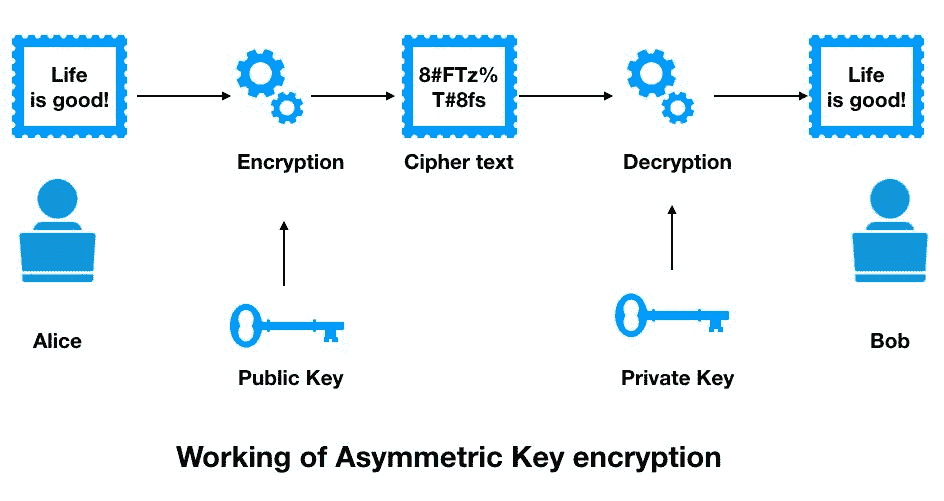 Life
is good!
8#FTz%
T#8fs
Life
is good!
Encryption
Cipher text
Decryption
Alice
Public Key
Private Key
Bob
Working of Asymmetric Key encryption